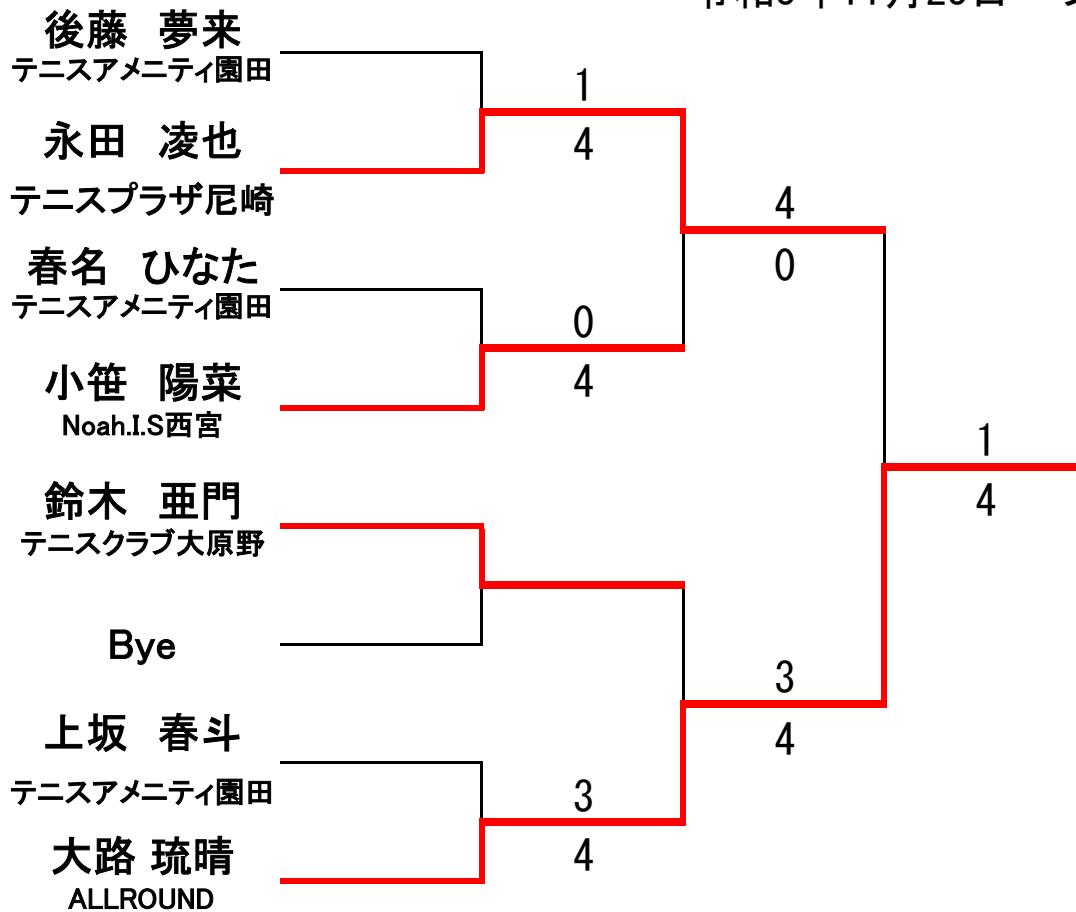 後藤　夢来
テニスアメニティ園田
1
永田　凌也
4
テニスプラザ尼崎
4
春名　ひなた
0
テニスアメニティ園田
0
小笹　陽菜
4
Noah.I.S西宮
1
鈴木　亜門
4
テニスクラブ大原野
Bye
3
上坂　春斗
4
テニスアメニティ園田
3
大路 琉晴
4
ALLROUND